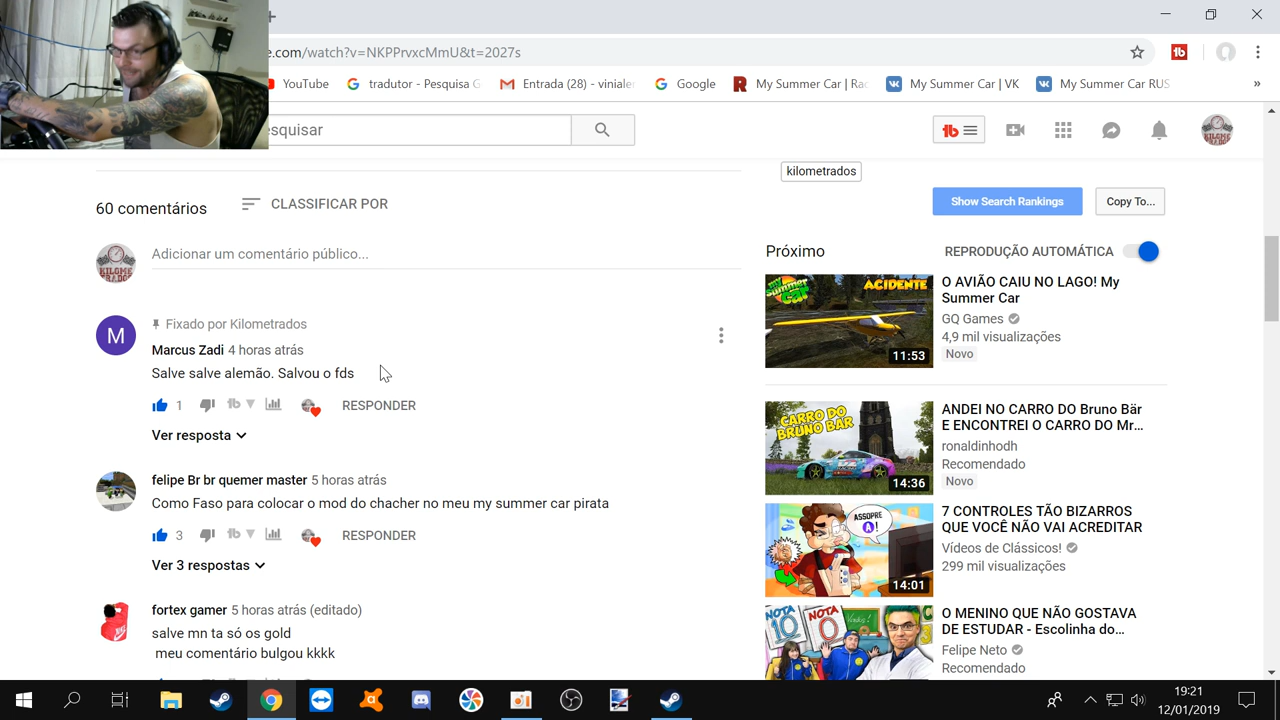 e.com/watch?v=NKPPrvxcMmU&t=2027s
YouTube
tradutor - Pesquisa G
Entrada (28) - vinialer
Google
My Summer Car | Rac
My Summer Car | VK
My Summer Car RUS
»
esquisar
kilometrados
60 comentários
CLASSIFICAR POR
Show Search Rankings
Copy To...
Adicionar um comentário público...
KILOME
Próximo
REPRODUÇÃO AUTOMÁTICA
Fixado por Kilometrados
M
Marcus Zadi 4 horas atrás
Salve salve alemão. Salvou o fds
1
RESPONDER
Ver resposta
felipe Br br quemer master 5 horas atrás
Como Faso para colocar o mod do chacher no meu my summer car pirata
3
RESPONDER
Ver 3 respostas
fortex gamer 5 horas atrás (editado)
salve mn ta só os gold
meu comentário bulgou kkkk
my Summer Car
ACIDENTE
11:53
O AVIÃO CAIU NO LAGO! My
Summer Car
GQ Games
4,9 mil visualizações
Novo
CARRO DO
BRUNO BAR
14:36
ANDEI NO CARRO DO Bruno Bär
E ENCONTREI O CARRO DO Mr...
ronaldinhodh
Recomendado
Novo
ASSOPRE
A!
14:01
7 CONTROLES TÃO BIZARROS
QUE VOCÊ NÃO VAI ACREDITAR
Vídeos de Clássicos!
299 mil visualizações
NOTA
10
NOTA
0
O MENINO QUE NÃO GOSTAVA
DE ESTUDAR - Escolinha do...
Felipe Neto
Recomendado
19:21
12/01/2019